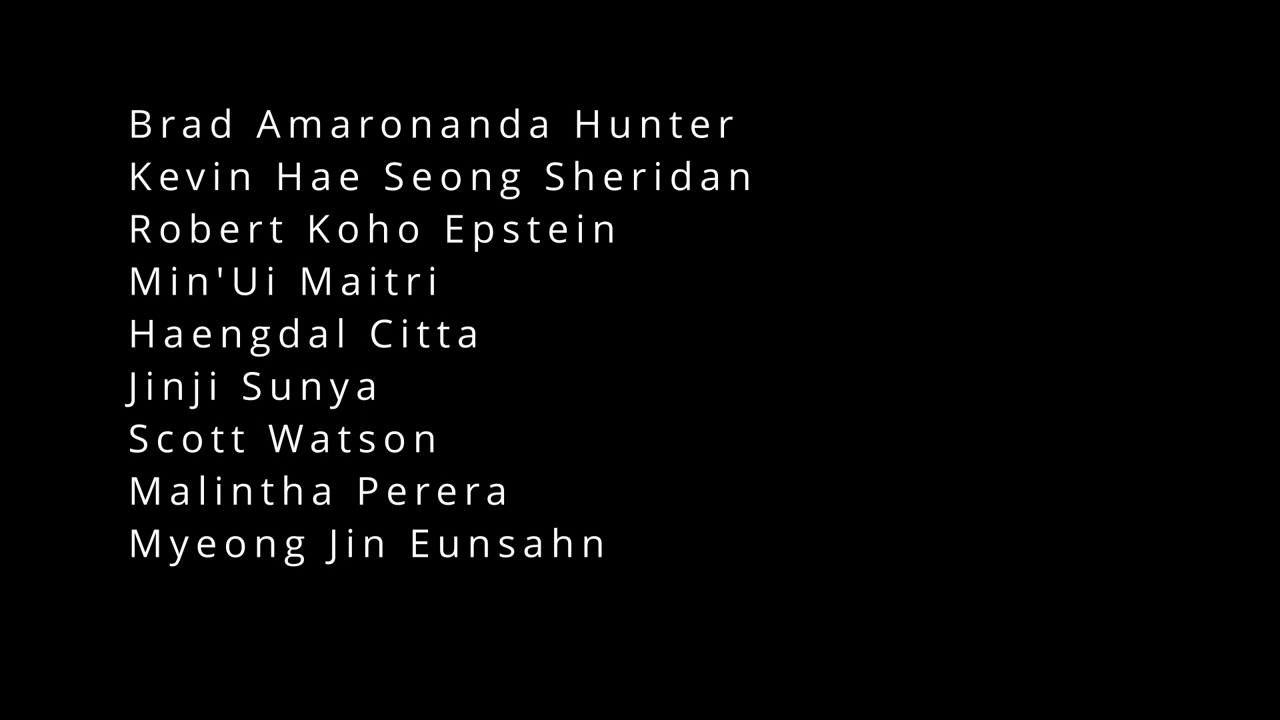 Brad Amaronanda Hunter
Kevin Hae Seong Sheridan
Robert Koho Epstein
Min'Ui Maitri
Haengdal Citta
Jinji Sunya
Scott Watson
Malintha Perera
Myeong Jin Eunsahn